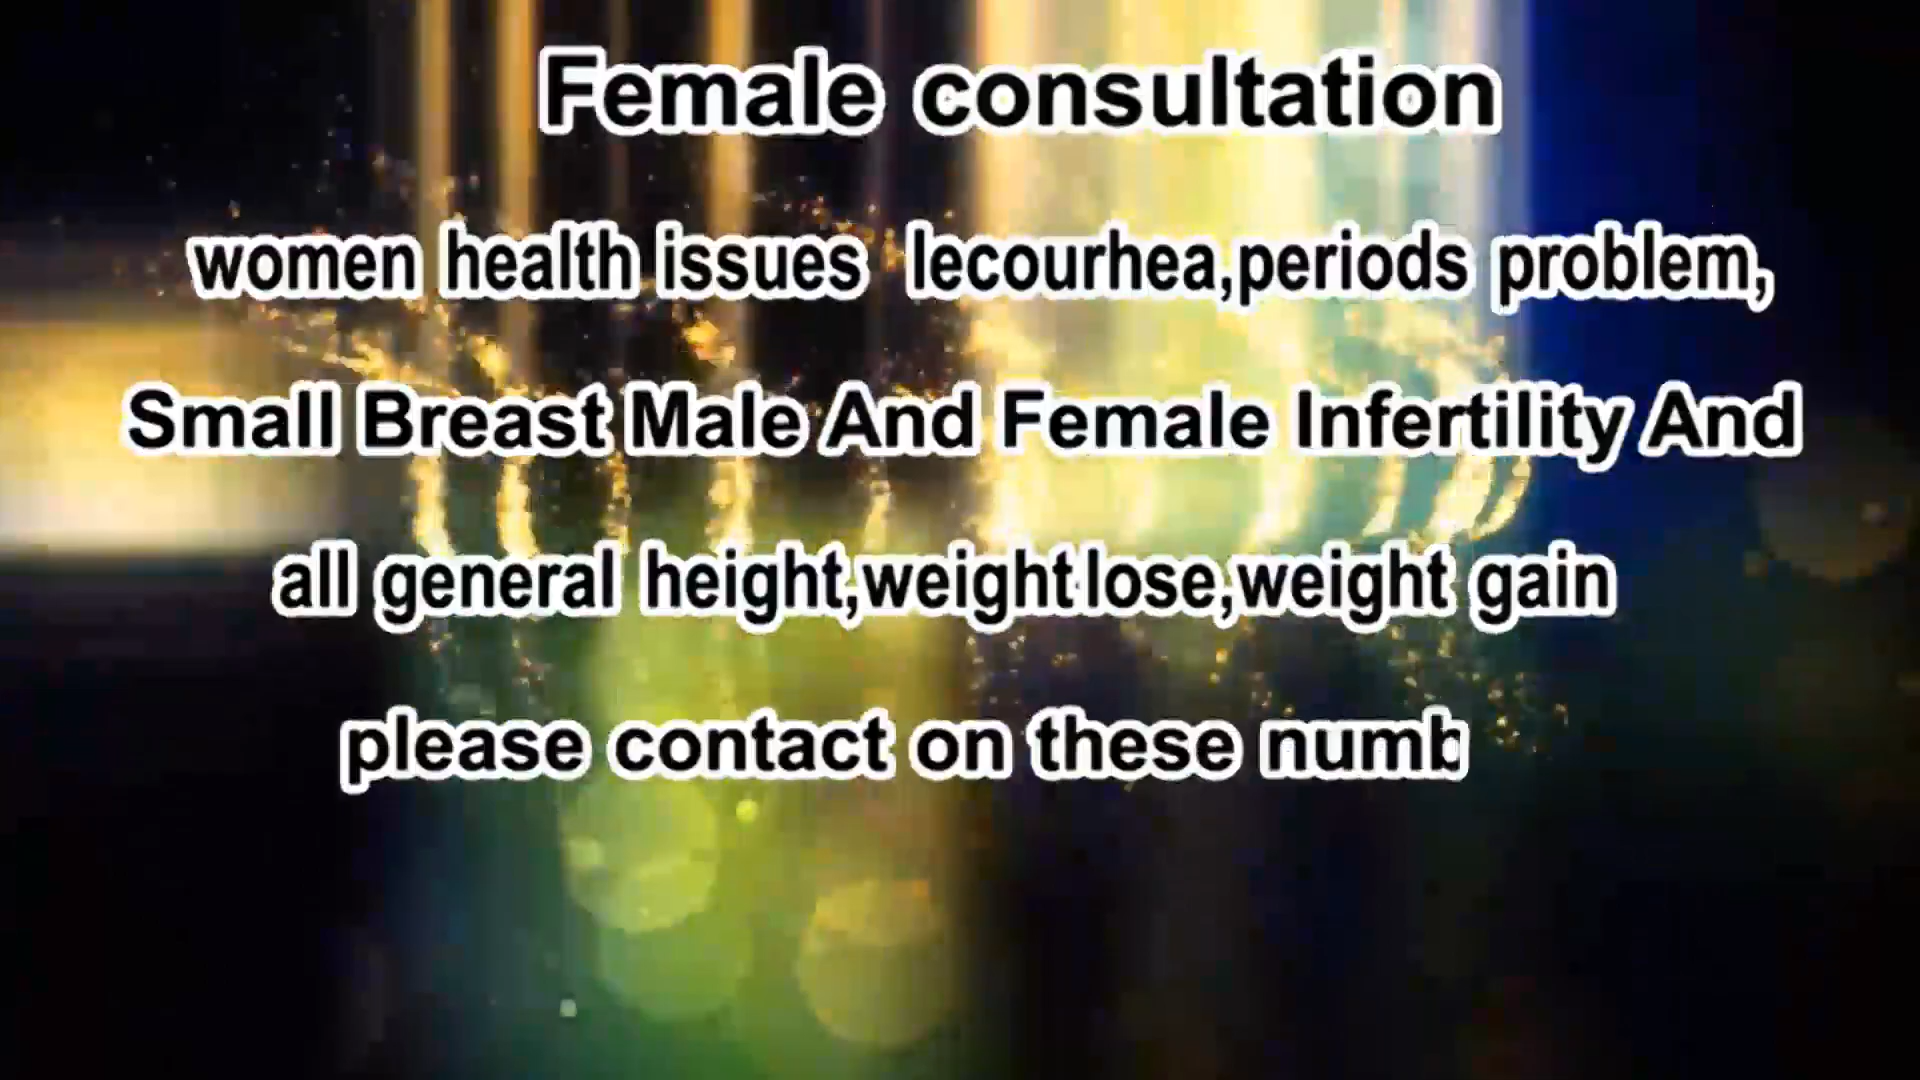 Female consultation
women health issues lecourhea,periods problem,
Small Breast Male And Female Infertility And
all general height,weight lose,weight gain
please contact on these numb